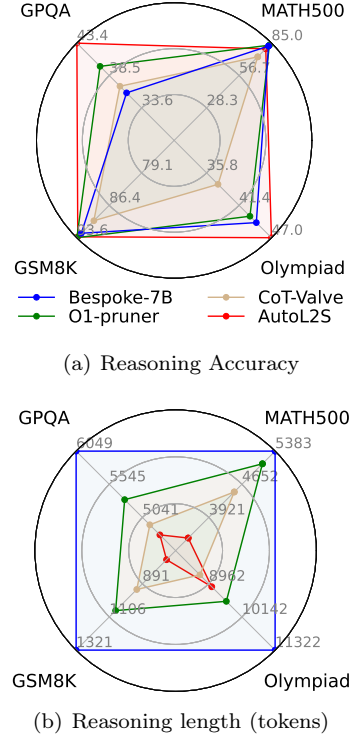 GPQA MATH500
43.4 85.0
38.5 56.7
33.6 28.3
79.1 35.8
86.4 41.4
93.6 47.0
GSM8K Olympiad
Bespoke-7B CoT-Valve
O1-pruner AutoL2S
(a) Reasoning Accuracy
GPQA MATH500
6049 5383
5545 4652
5041 3921
891 8962
1106 10142
1321 11322
GSM8K Olympiad
(b) Reasoning length (tokens)